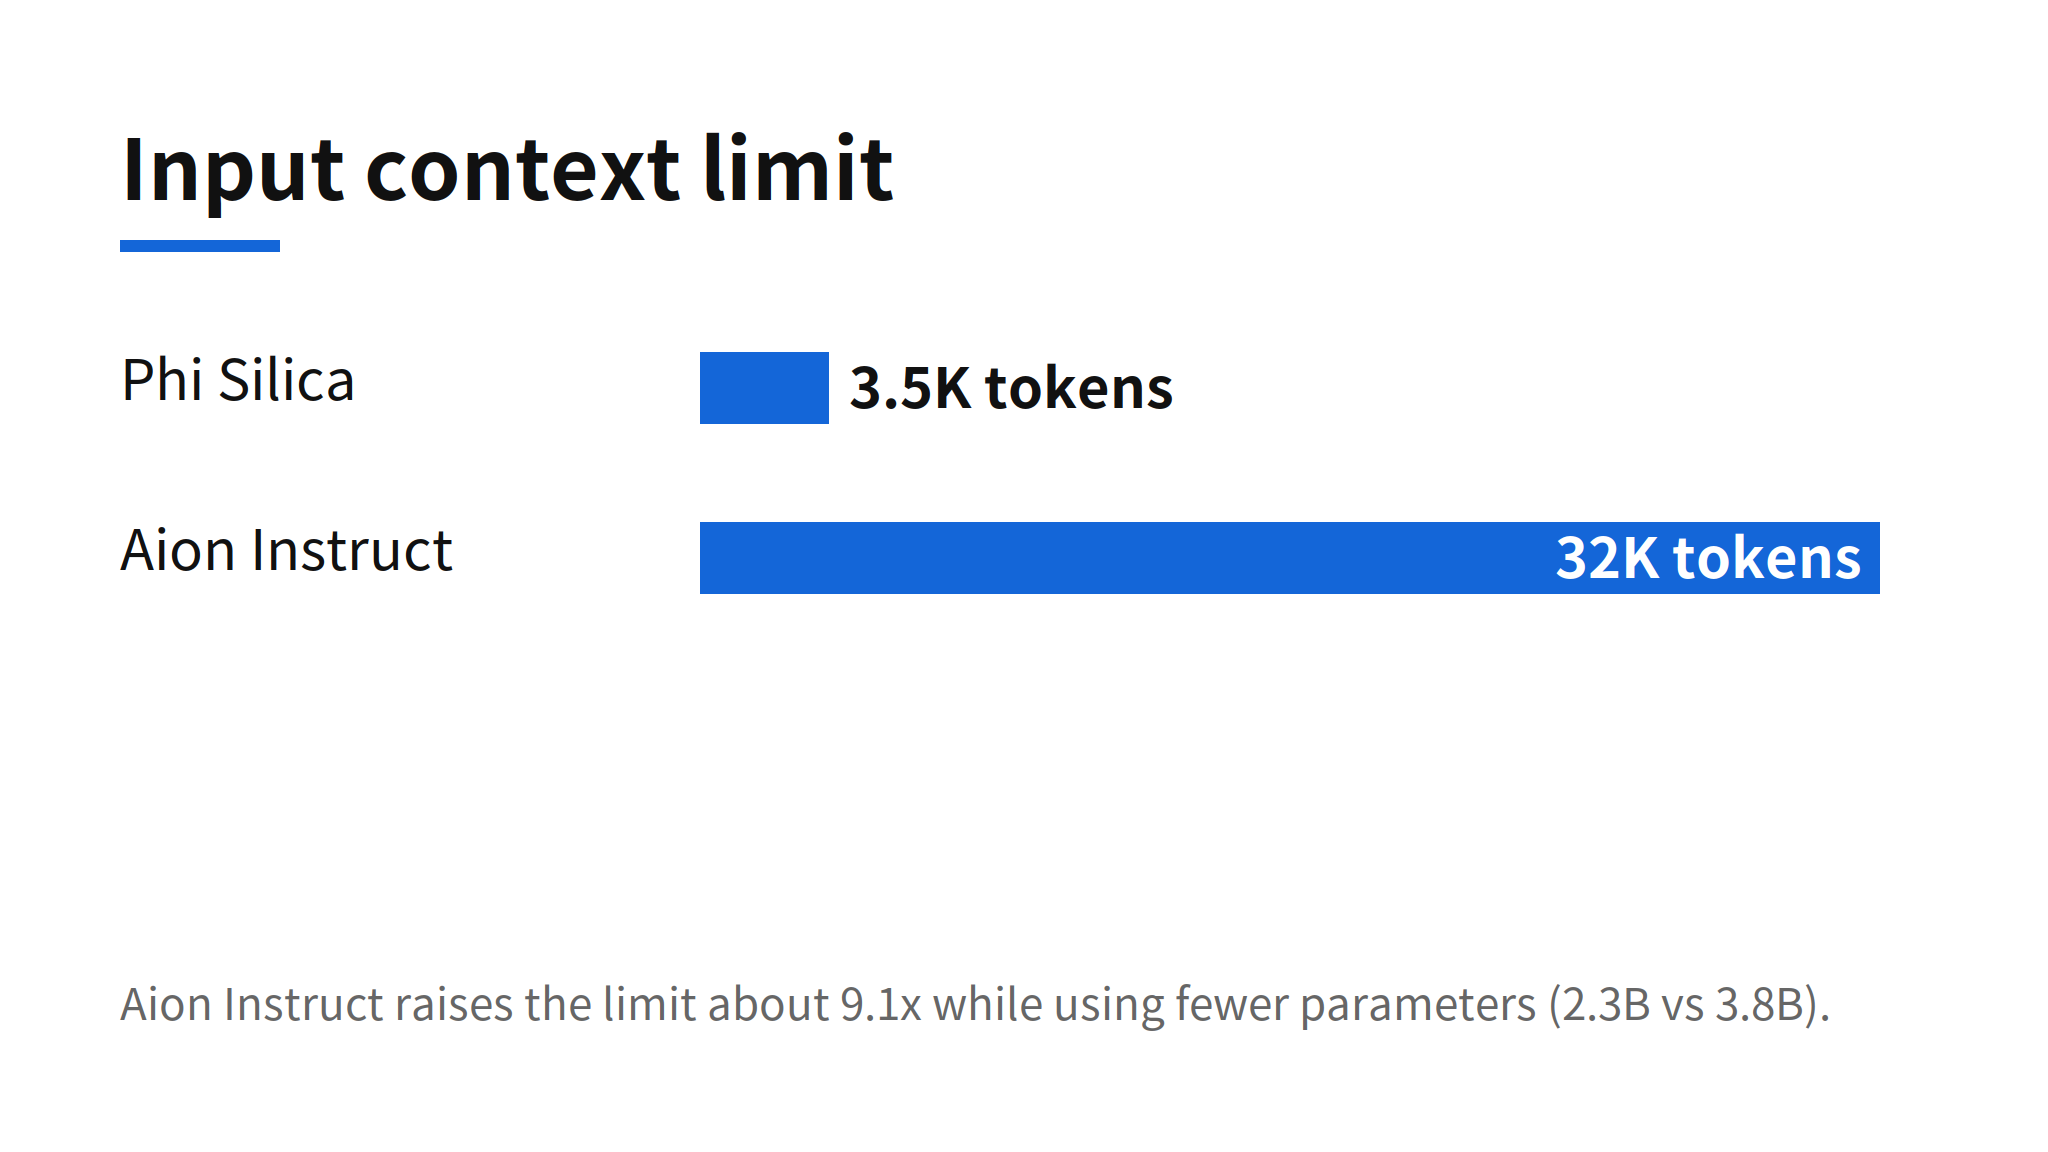 Input context limit
Phi Silica
3.5K tokens
Aion Instruct
32K tokens
Aion Instruct raises the limit about 9.1x while using fewer parameters (2.3B vs 3.8B).